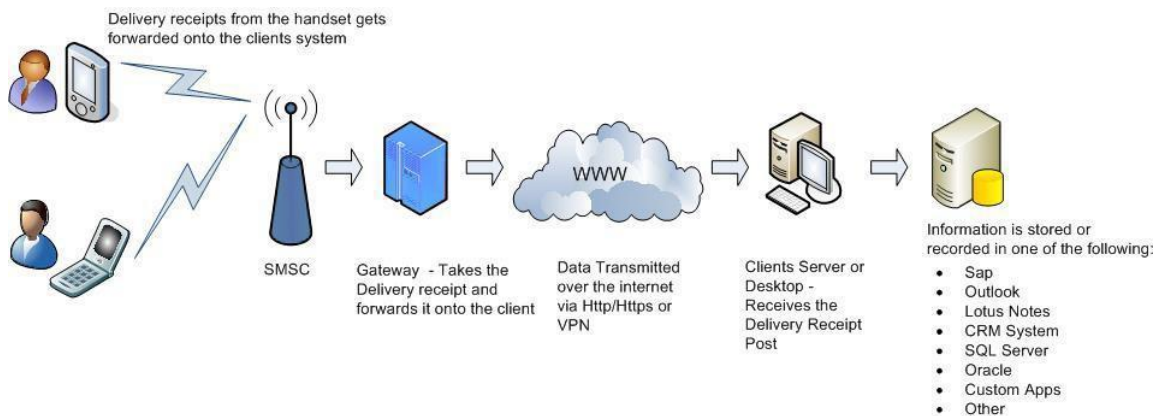 Delivery receipts from the handset gets
forwarded onto the clients system
WWW
SMSC
Gateway - Takes the
Delivery receipt and
forwards it onto the client
Data Transmitted
over the internet
via Http/Https or
VPN
Clients Server or
Desktop -
Receives the
Delivery Receipt
Post
Information is stored or
recorded in one of the following:
• Sap
• Outlook
• Lotus Notes
• CRM System
• SQL Server
• Oracle
• Custom Apps
• Other